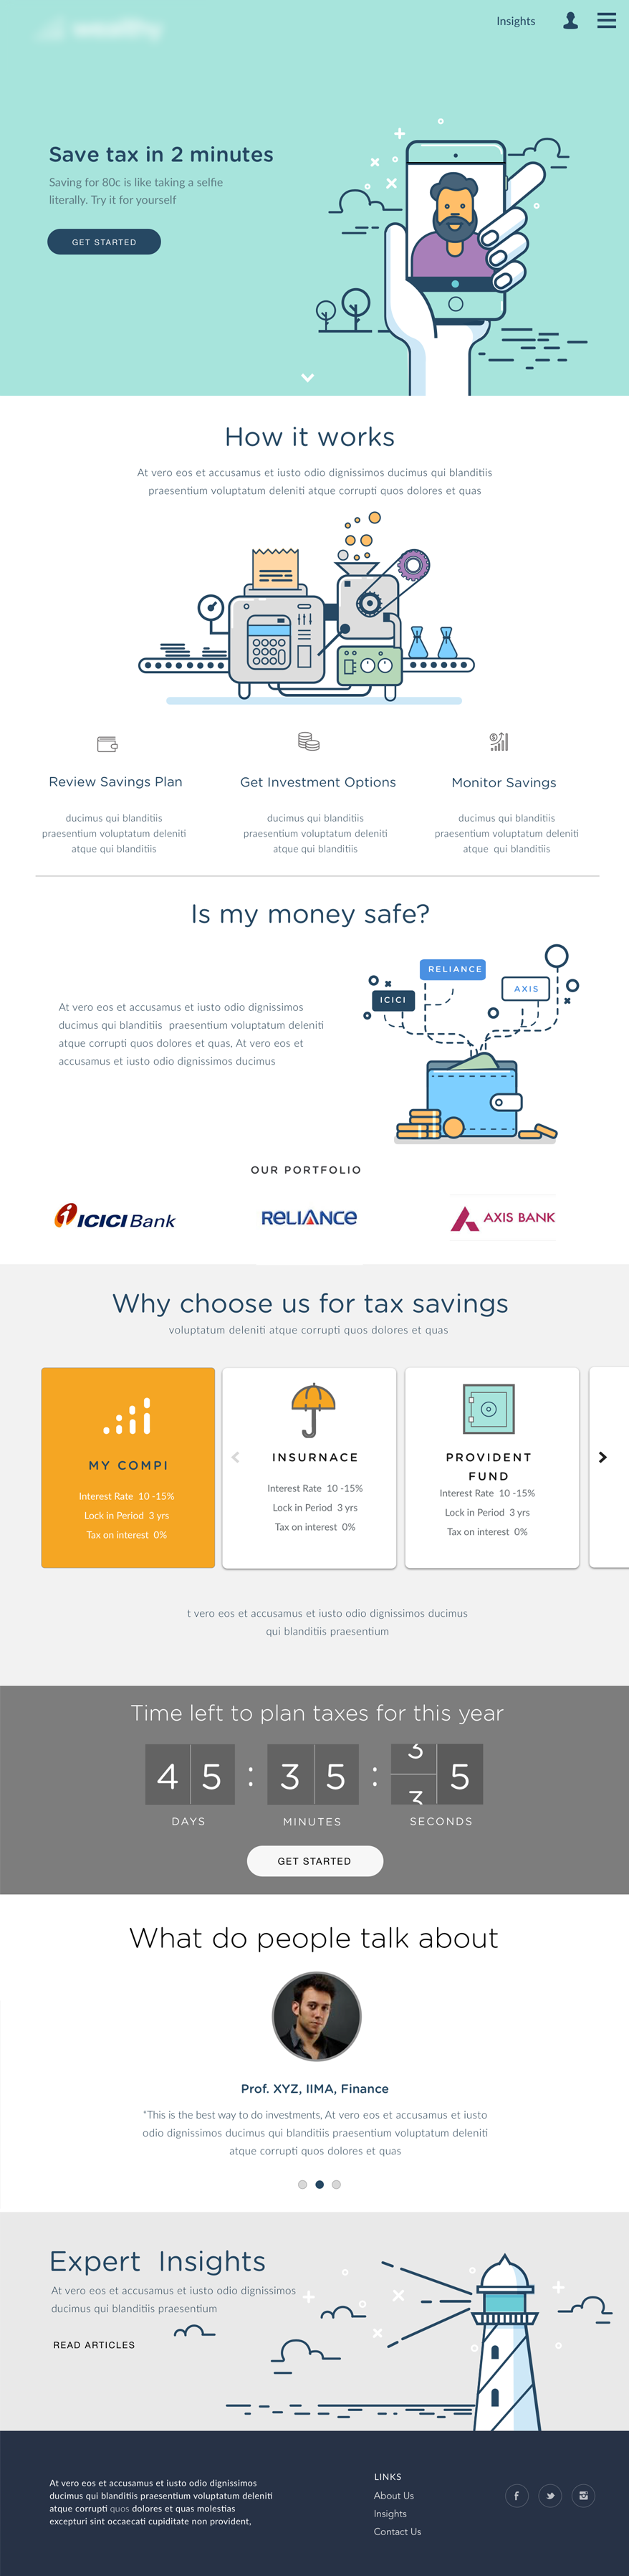 Insights
Save tax in 2 minutes
Saving for 80c is like taking a selfie
literally. Try it for yourself
GET STARTED
How it works
At vero eos et accusamus et iusto odio dignissimos ducimus qui blanditiis
praesentium voluptatum deleniti atque corrupti quos dolores et quas
Review Savings Plan
ducimus qui blanditiis
praesentium voluptatum deleniti
atque qui blanditiis
Get Investment Options
ducimus qui blanditiis
praesentium voluptatum deleniti
atque qui blanditiis
Monitor Savings
ducimus qui blanditiis
praesentium voluptatum deleniti
atque qui blanditiis
Is my money safe?
At vero eos et accusamus et iusto odio dignissimos
ducimus qui blanditiis praesentium voluptatum deleniti
atque corrupti quos dolores et quas, At vero eos et
accusamus et iusto odio dignissimos ducimus
RELIANCE
AXIS
ICICI
OUR PORTFOLIO
ICICI Bank
RELIANCE
AXIS BANK
Why choose us for tax savings
voluptatum deleniti atque corrupti quos dolores et quas
MY COMPI
Interest Rate 10 -15%
Lock in Period 3 yrs
Tax on interest 0%
INSURNACE
Interest Rate 10 -15%
Lock in Period 3 yrs
Tax on interest 0%
PROVIDENT
FUND
Interest Rate 10 -15%
Lock in Period 3 yrs
Tax on interest 0%
t vero eos et accusamus et iusto odio dignissimos ducimus
qui blanditiis praesentium
Time left to plan taxes for this year
45 : 35 : 35
DAYS MINUTES SECONDS
GET STARTED
What do people talk about
Prof. XYZ, IIMA, Finance
"This is the best way to do investments, At vero eos et accusamus et iusto
odio dignissimos ducimus qui blanditiis praesentium voluptatum deleniti
atque corrupti quos dolores et quas
Expert Insights
At vero eos et accusamus et iusto odio dignissimos
ducimus qui blanditiis praesentium
READ ARTICLES
At vero eos et accusamus et iusto odio dignissimos
ducimus qui blanditiis praesentium voluptatum deleniti
atque corrupti quos dolores et quas molestias
excepturi sint occaecati cupiditate non provident,
LINKS
About Us
Insights
Contact Us